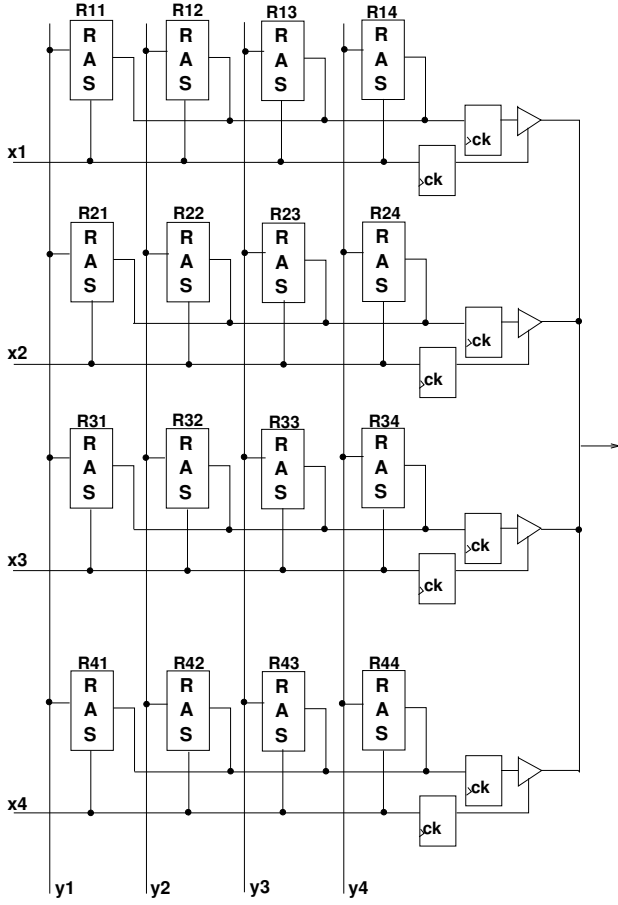 R11 R12 R13 R14
R R R R
A A A A
S S S S
ck
x1
ck
R21 R22 R23 R24
R R R R
A A A A
S S S S
ck
x2
ck
R31 R32 R33 R34
R R R R
A A A A
S S S S
ck
x3
ck
R41 R42 R43 R44
R R R R
A A A A
S S S S
ck
x4
ck
y1 y2 y3 y4